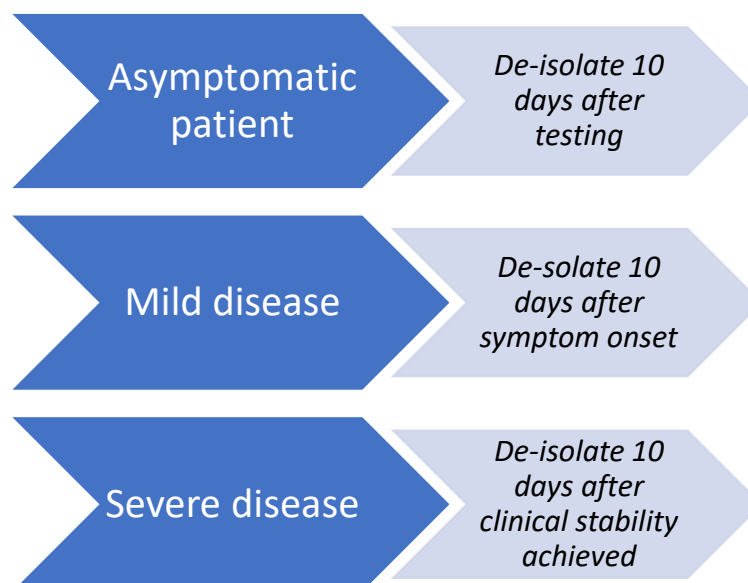 Asymptomatic
patient
De-isolate 10
days after
testing
Mild disease
De-solate 10
days after
symptom onset
Severe disease
De-isolate 10
days after
clinical stability
achieved